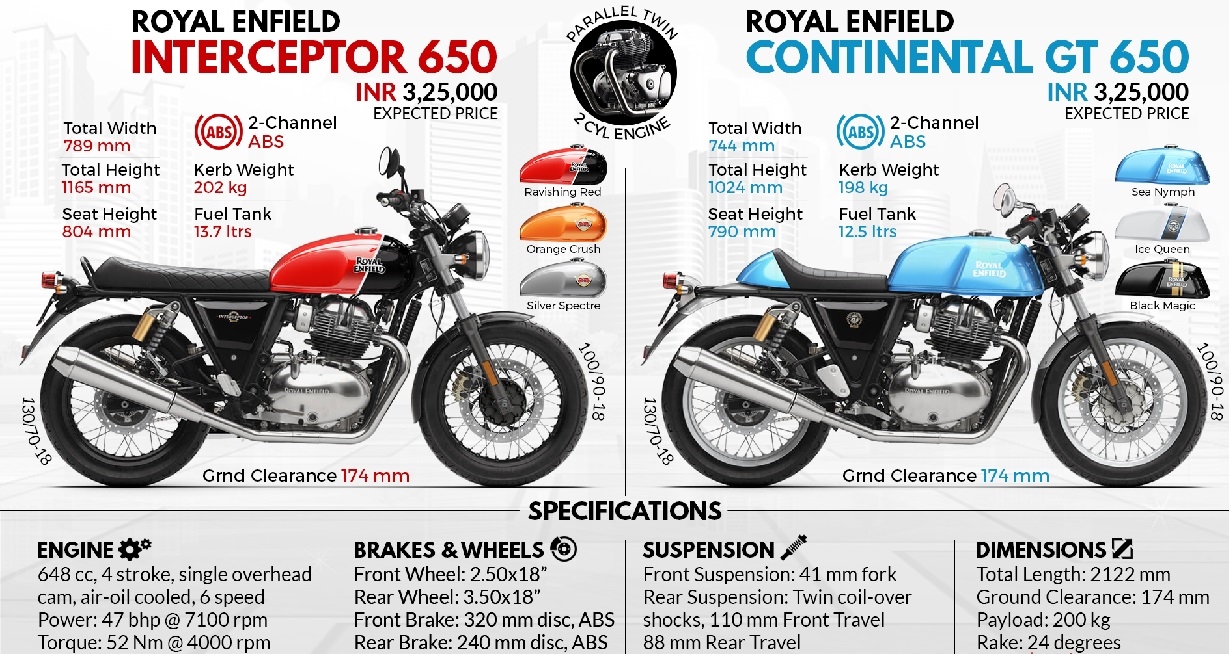 ROYAL ENFIELD
INTERCEPTOR 650
INR 3,25,000
EXPECTED PRICE
Total Width
789 mm
ABS
2-Channel
ABS
Total Height
1165 mm
Kerb Weight
202 kg
Seat Height
804 mm
Fuel Tank
13.7 ltrs
PARALLEL TWIN
2 CYL ENGINE
Ravishing Red
Orange Crush
Silver Spectre
ROYAL
ENFIELD
ROYAL ENFIELD
130/70-18
100/90-18
Grnd Clearance 174 mm
ROYAL ENFIELD
CONTINENTAL GT 650
INR 3,25,000
EXPECTED PRICE
Total Width
744 mm
ABS
2-Channel
ABS
Total Height
1024 mm
Kerb Weight
198 kg
Seat Height
790 mm
Fuel Tank
12.5 ltrs
Sea Nymph
Ice Queen
Black Magic
ROYAL
ENFIELD
ROYAL ENFIELD
130/70-18
100/90-18
Grnd Clearance 174 mm
SPECIFICATIONS
ENGINE
648 cc, 4 stroke, single overhead
cam, air-oil cooled, 6 speed
Power: 47 bhp @ 7100 rpm
Torque: 52 Nm @ 4000 rpm
BRAKES & WHEELS
Front Wheel: 2.50x18”
Rear Wheel: 3.50x18”
Front Brake: 320 mm disc, ABS
Rear Brake: 240 mm disc, ABS
SUSPENSION
Front Suspension: 41 mm fork
Rear Suspension: Twin coil-over
shocks, 110 mm Front Travel
88 mm Rear Travel
DIMENSIONS
Total Length: 2122 mm
Ground Clearance: 174 mm
Payload: 200 kg
Rake: 24 degrees